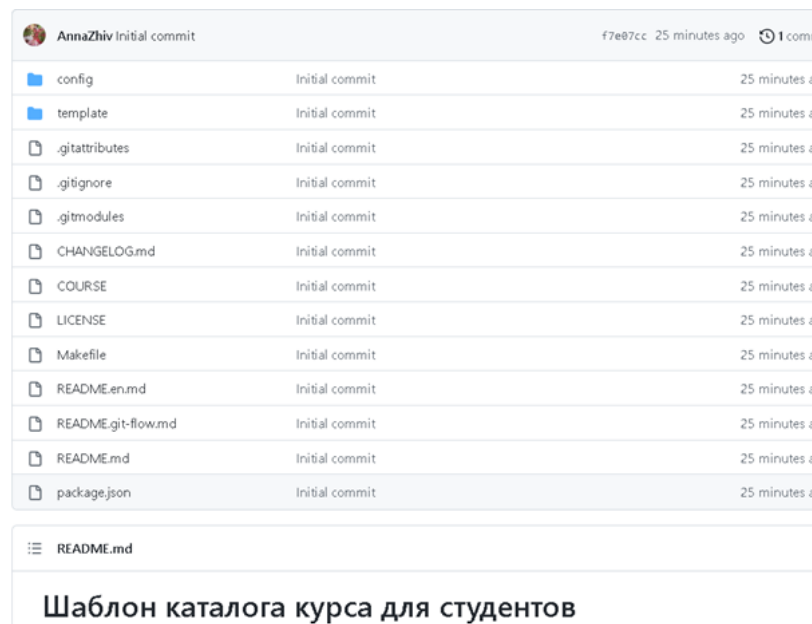 AnnaZhiv Initial commit f7e07cc 25 minutes ago 1 com
config Initial commit 25 minutes a
template Initial commit 25 minutes a
.gitattributes Initial commit 25 minutes a
.gitignore Initial commit 25 minutes a
.gitmodules Initial commit 25 minutes a
CHANGELOG.md Initial commit 25 minutes a
COURSE Initial commit 25 minutes a
LICENSE Initial commit 25 minutes a
Makefile Initial commit 25 minutes a
README.en.md Initial commit 25 minutes a
README.git-flow.md Initial commit 25 minutes a
README.md Initial commit 25 minutes a
package.json Initial commit 25 minutes a
README.md
Шаблон каталога курса для студентов